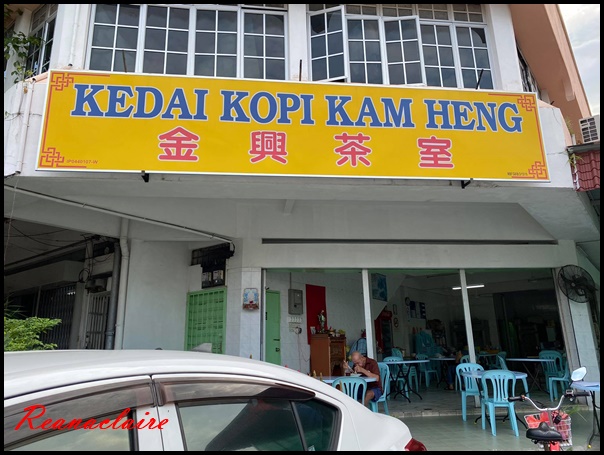 KEDAI KOPI KAM HENG
金興茶室
Reanaclaire